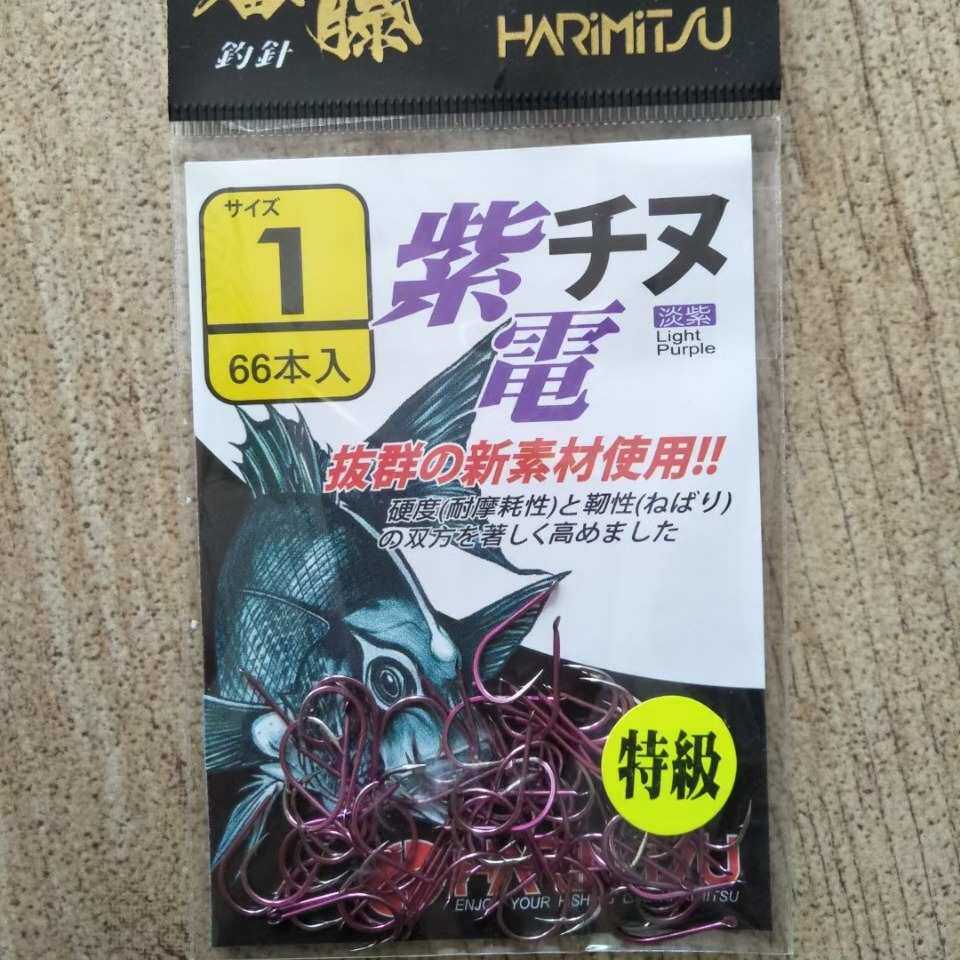 釣針
HARIMITSU
サイズ
1
66本入
紫電
チヌ
淡紫
Light
Purple
抜群の新素材使用!!
硬度(耐摩耗性)と靭性(ねばり)
の双方を著しく高めました
特級